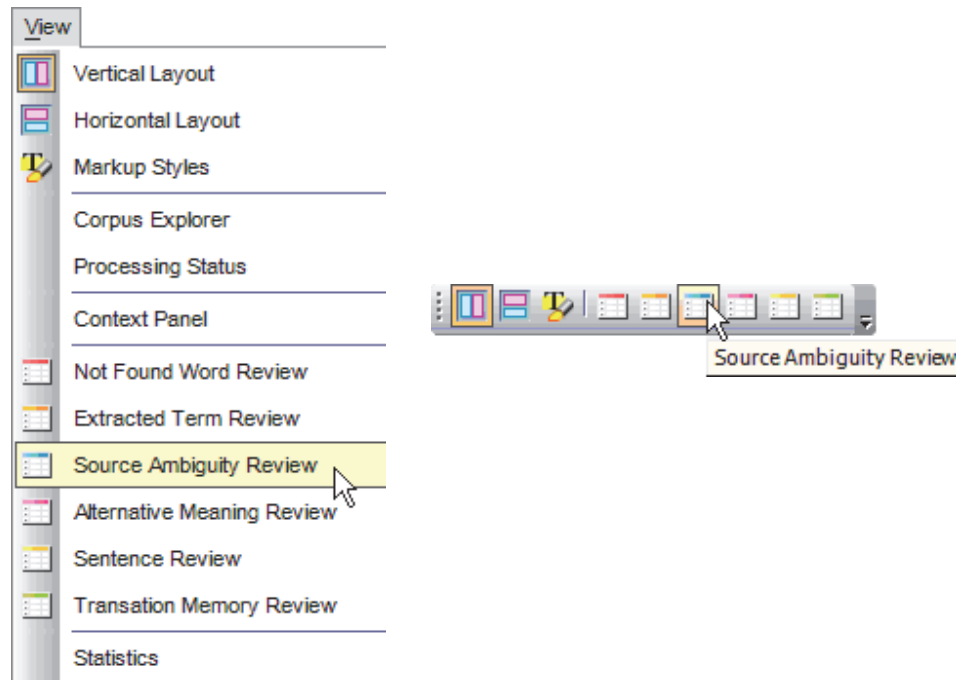 View
Vertical Layout
Horizontal Layout
Markup Styles
Corpus Explorer
Processing Status
Context Panel
Not Found Word Review
Extracted Term Review
Source Ambiguity Review
Alternative Meaning Review
Sentence Review
Transation Memory Review
Statistics
Source Ambiguity Review